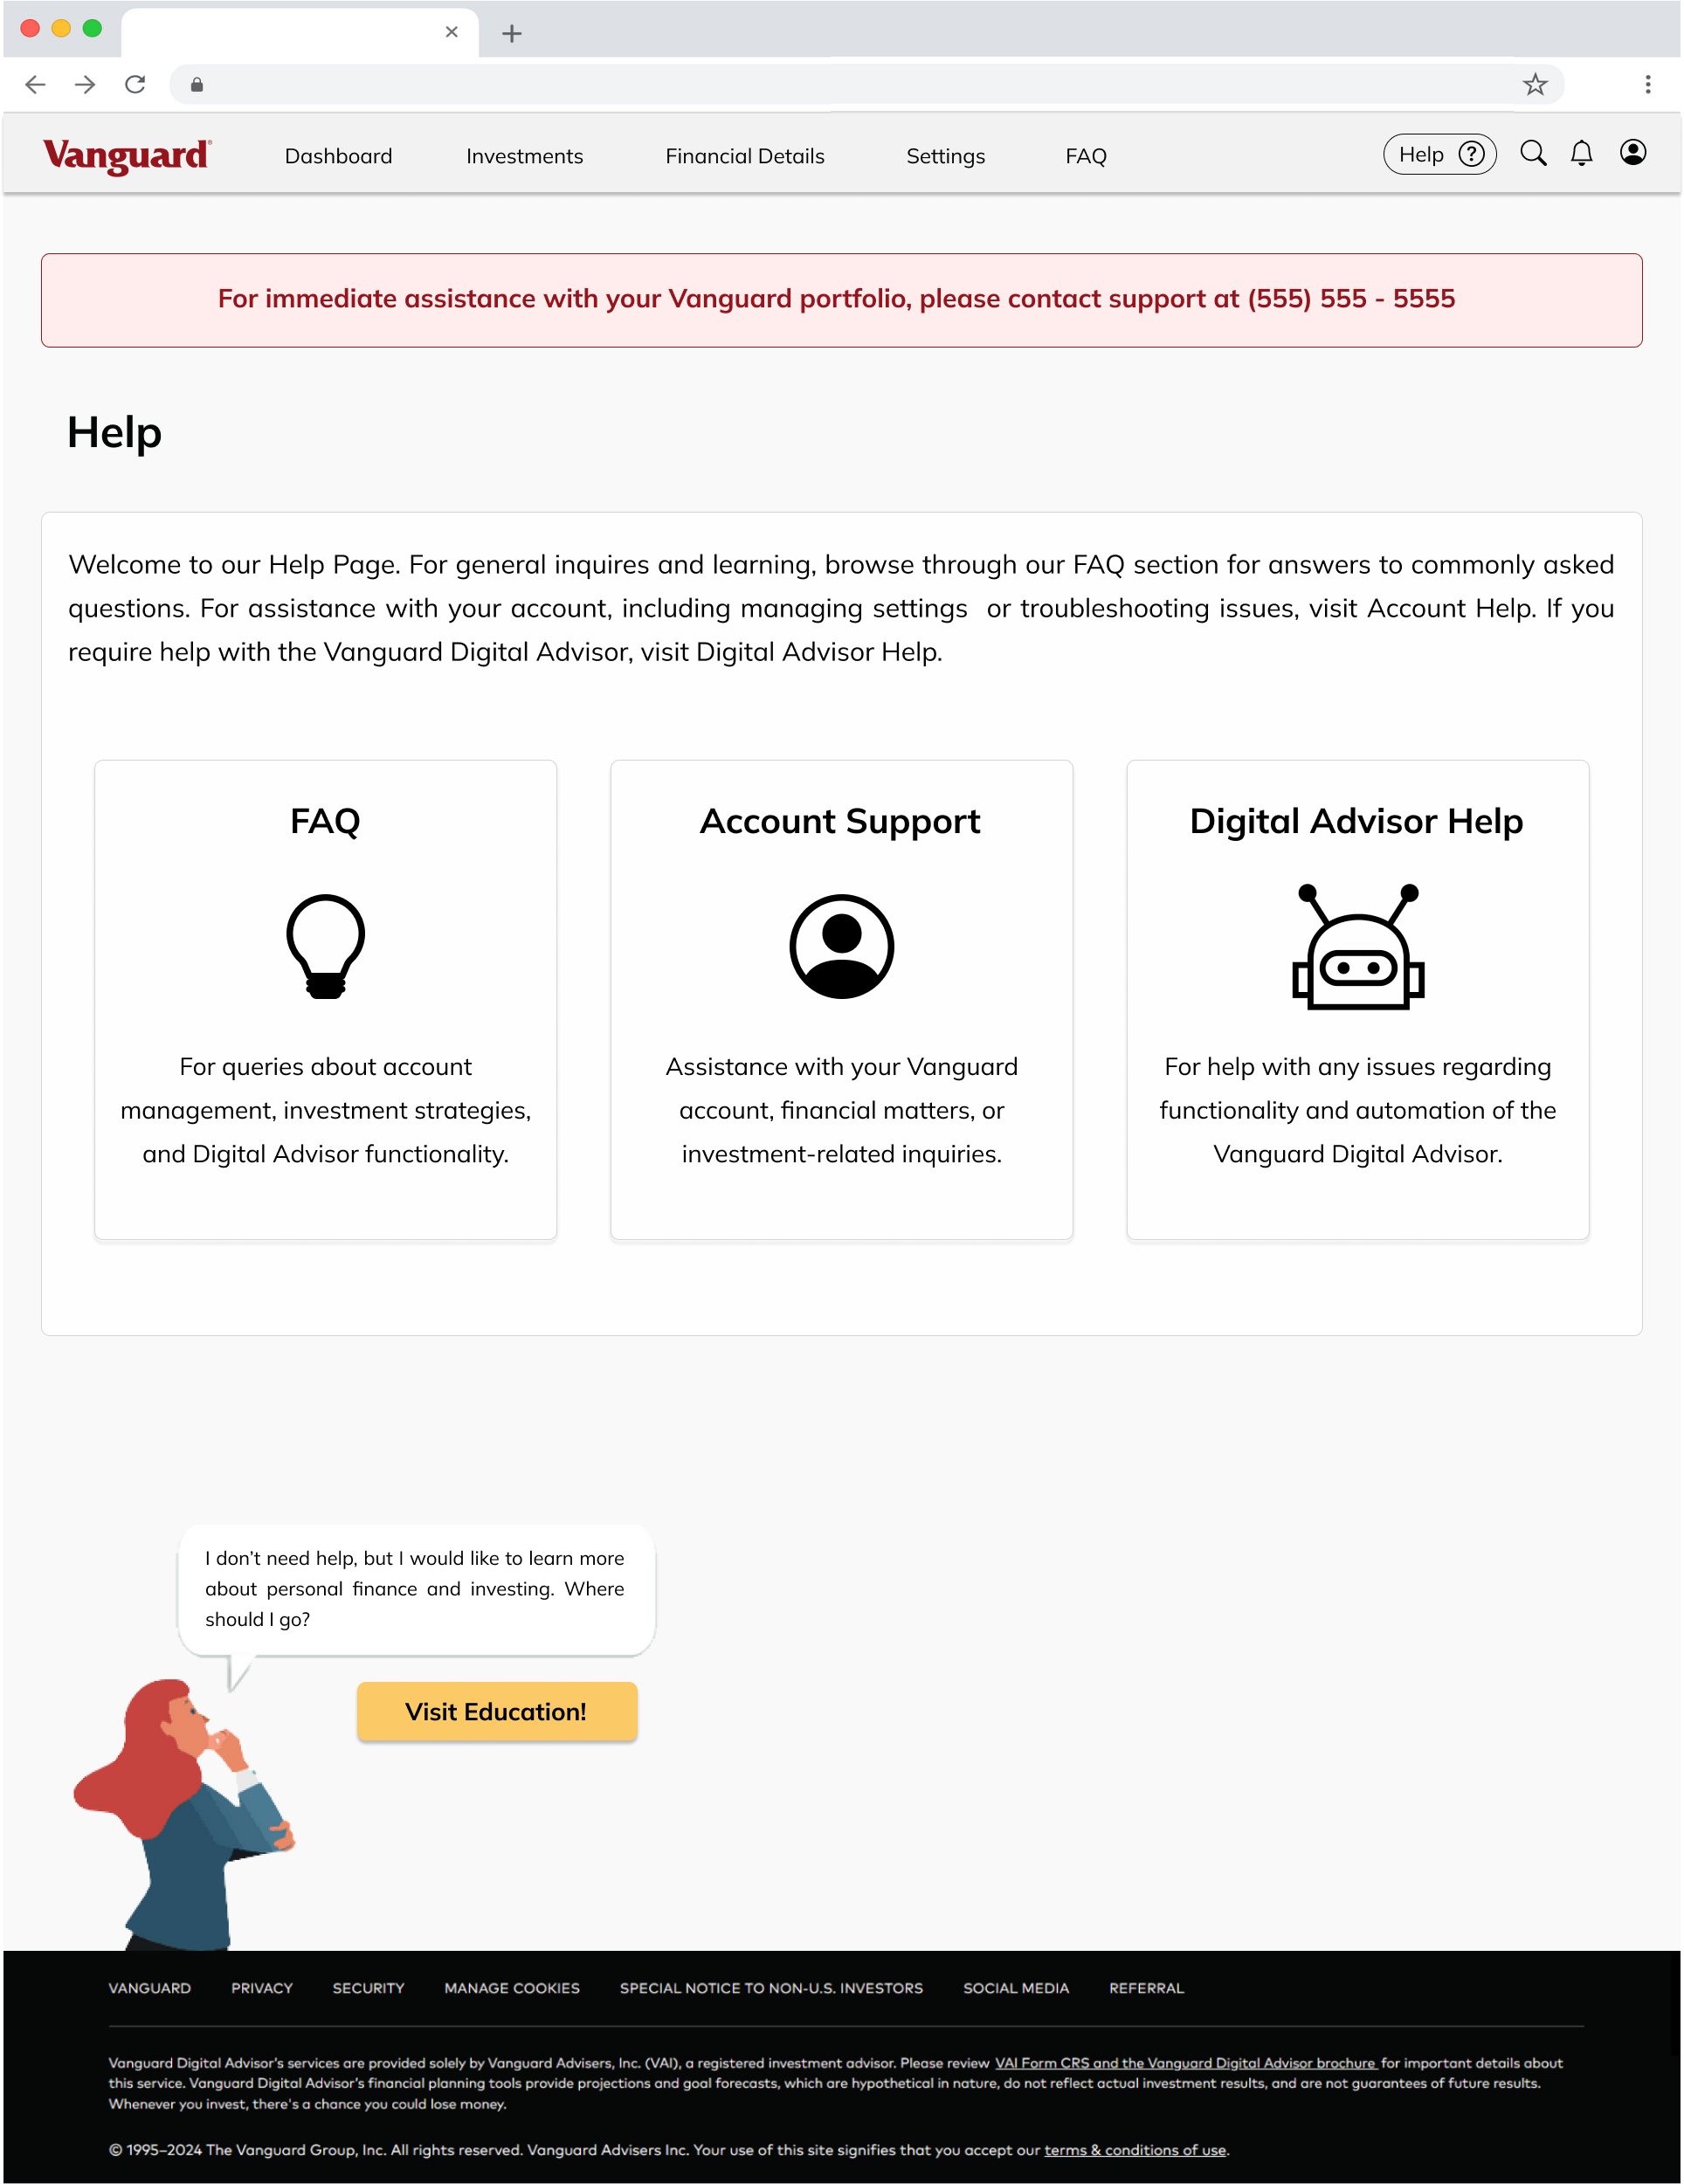 Vanguard®
Dashboard
Investments
Financial Details
Settings
FAQ
Help ?
For immediate assistance with your Vanguard portfolio, please contact support at (555) 555 - 5555
Help
Welcome to our Help Page. For general inquires and learning, browse through our FAQ section for answers to commonly asked
questions. For assistance with your account, including managing settings or troubleshooting issues, visit Account Help. If you
require help with the Vanguard Digital Advisor, visit Digital Advisor Help.
FAQ
For queries about account
management, investment strategies,
and Digital Advisor functionality.
Account Support
Assistance with your Vanguard
account, financial matters, or
investment-related inquiries.
Digital Advisor Help
For help with any issues regarding
functionality and automation of the
Vanguard Digital Advisor.
I don’t need help, but I would like to learn more
about personal finance and investing. Where
should I go?
Visit Education!
VANGUARD
PRIVACY
SECURITY
MANAGE COOKIES
SPECIAL NOTICE TO NON-U.S. INVESTORS
SOCIAL MEDIA
REFERRAL
Vanguard Digital Advisor's services are provided solely by Vanguard Advisers, Inc. (VAI), a registered investment advisor. Please review VAI Form CRS and the Vanguard Digital Advisor brochure for important details about
this service. Vanguard Digital Advisor's financial planning tools provide projections and goal forecasts, which are hypothetical in nature, do not reflect actual investment results, and are not guarantees of future results.
Whenever you invest, there's a chance you could lose money.
© 1995–2024 The Vanguard Group, Inc. All rights reserved. Vanguard Advisers Inc. Your use of this site signifies that you accept our terms & conditions of use.